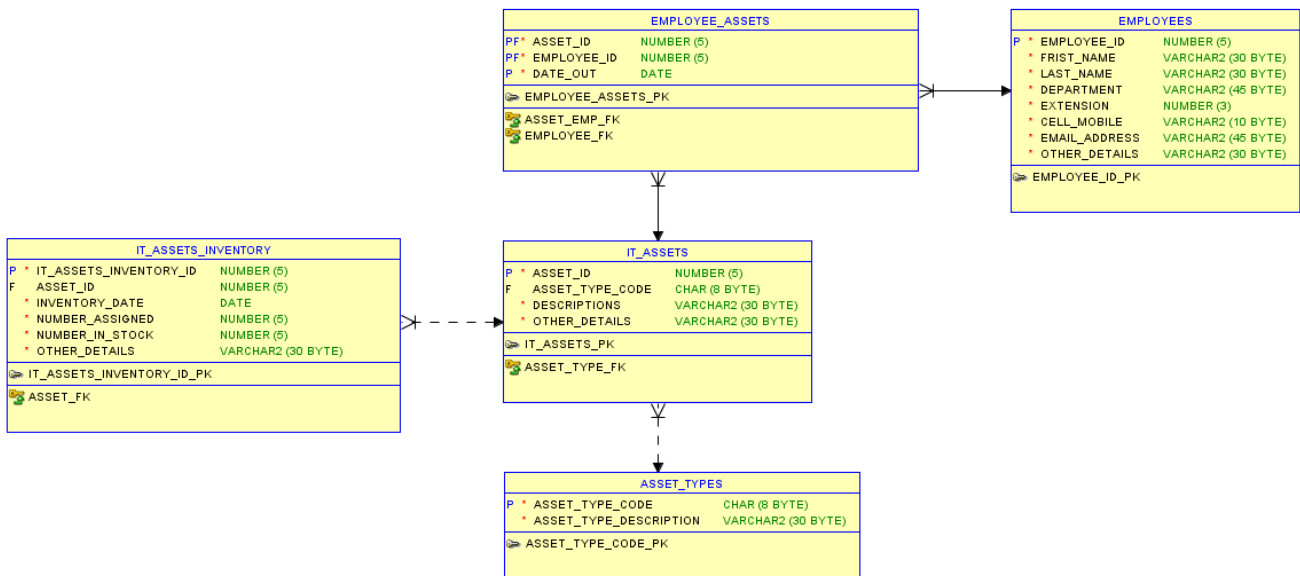 EMPLOYEE_ASSETS
PF* ASSET_ID NUMBER (5)
PF* EMPLOYEE_ID NUMBER (5)
P * DATE_OUT DATE
EMPLOYEE_ASSETS_PK
ASSET_EMP_FK
EMPLOYEE_FK
EMPLOYEES
P * EMPLOYEE_ID NUMBER (5)
* FRIST_NAME VARCHAR2 (30 BYTE)
* LAST_NAME VARCHAR2 (30 BYTE)
* DEPARTMENT VARCHAR2 (45 BYTE)
* EXTENSION NUMBER (3)
* CELL_MOBILE VARCHAR2 (10 BYTE)
* EMAIL_ADDRESS VARCHAR2 (45 BYTE)
* OTHER_DETAILS VARCHAR2 (30 BYTE)
EMPLOYEE_ID_PK
IT_ASSETS_INVENTORY
P * IT_ASSETS_INVENTORY_ID NUMBER (5)
F ASSET_ID NUMBER (5)
* INVENTORY_DATE DATE
* NUMBER_ASSIGNED NUMBER (5)
* NUMBER_IN_STOCK NUMBER (5)
* OTHER_DETAILS VARCHAR2 (30 BYTE)
IT_ASSETS_INVENTORY_ID_PK
ASSET_FK
IT_ASSETS
P * ASSET_ID NUMBER (5)
F ASSET_TYPE_CODE CHAR (8 BYTE)
* DESCRIPTIONS VARCHAR2 (30 BYTE)
* OTHER_DETAILS VARCHAR2 (30 BYTE)
IT_ASSETS_PK
ASSET_TYPE_FK
ASSET_TYPES
P * ASSET_TYPE_CODE CHAR (8 BYTE)
* ASSET_TYPE_DESCRIPTION VARCHAR2 (30 BYTE)
ASSET_TYPE_CODE_PK